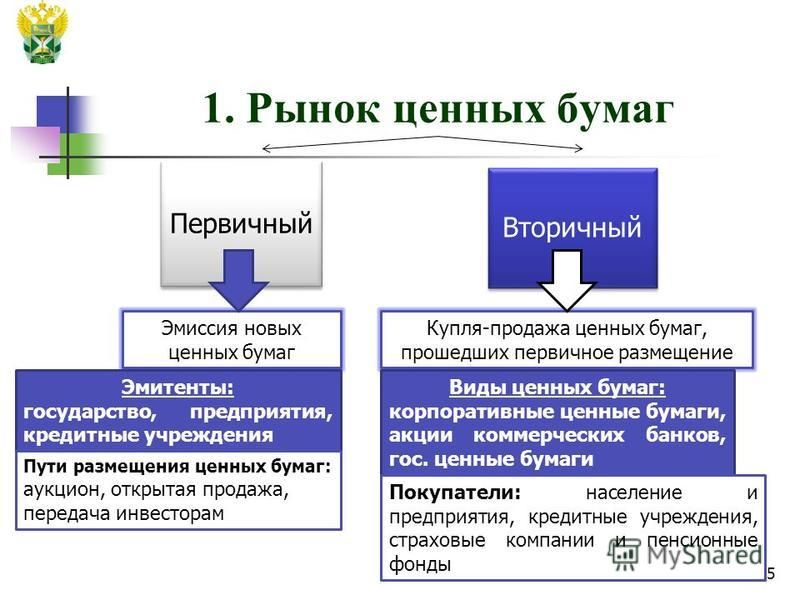 1. Рынок ценных бумаг
Первичный
Вторичный
Эмиссия новых
ценных бумаг
Купля-продажа ценных бумаг,
прошедших первичное размещение
Эмитенты:
государство, предприятия,
кредитные учреждения
Виды ценных бумаг:
корпоративные ценные бумаги,
акции коммерческих банков,
гос. ценные бумаги
Пути размещения ценных бумаг:
аукцион, открытая продажа,
передача инвесторам
Покупатели: население и
предприятия, кредитные учреждения,
страховые компании и пенсионные
фонды
MyShared
5